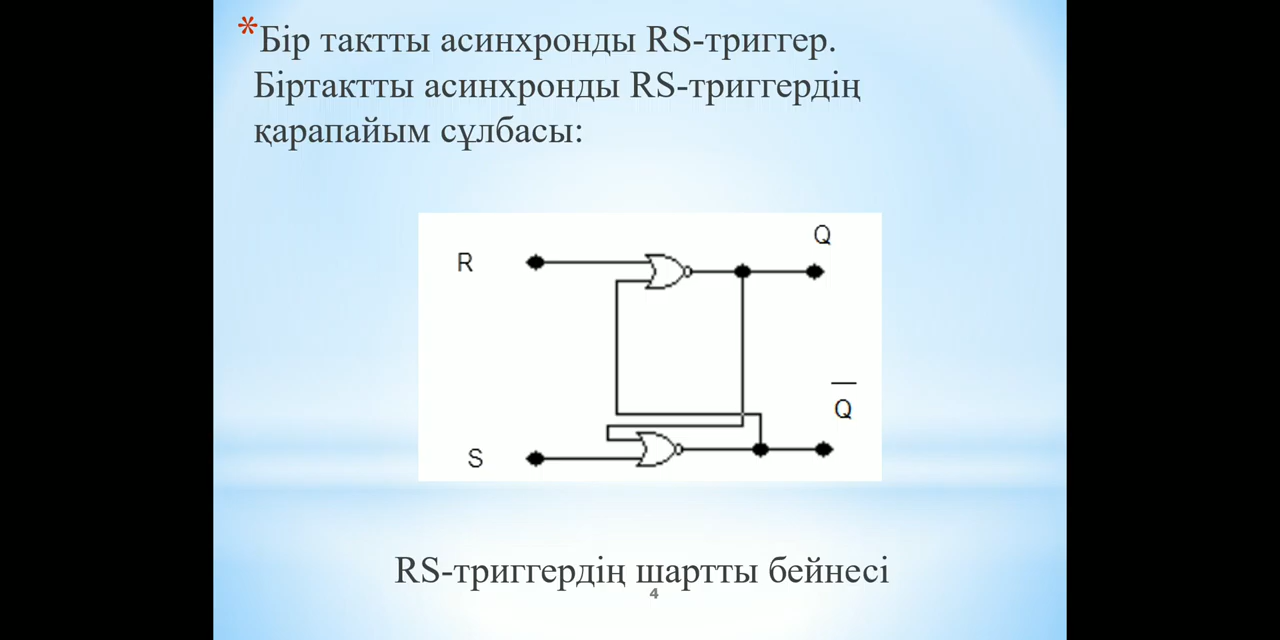 *Бір тактты асинхронды RS-триггер.
Біртактты асинхронды RS-триггердің
қарапайым сұлбасы:
Q
R
Q
S
RS-триггердің шартты бейнесі
4